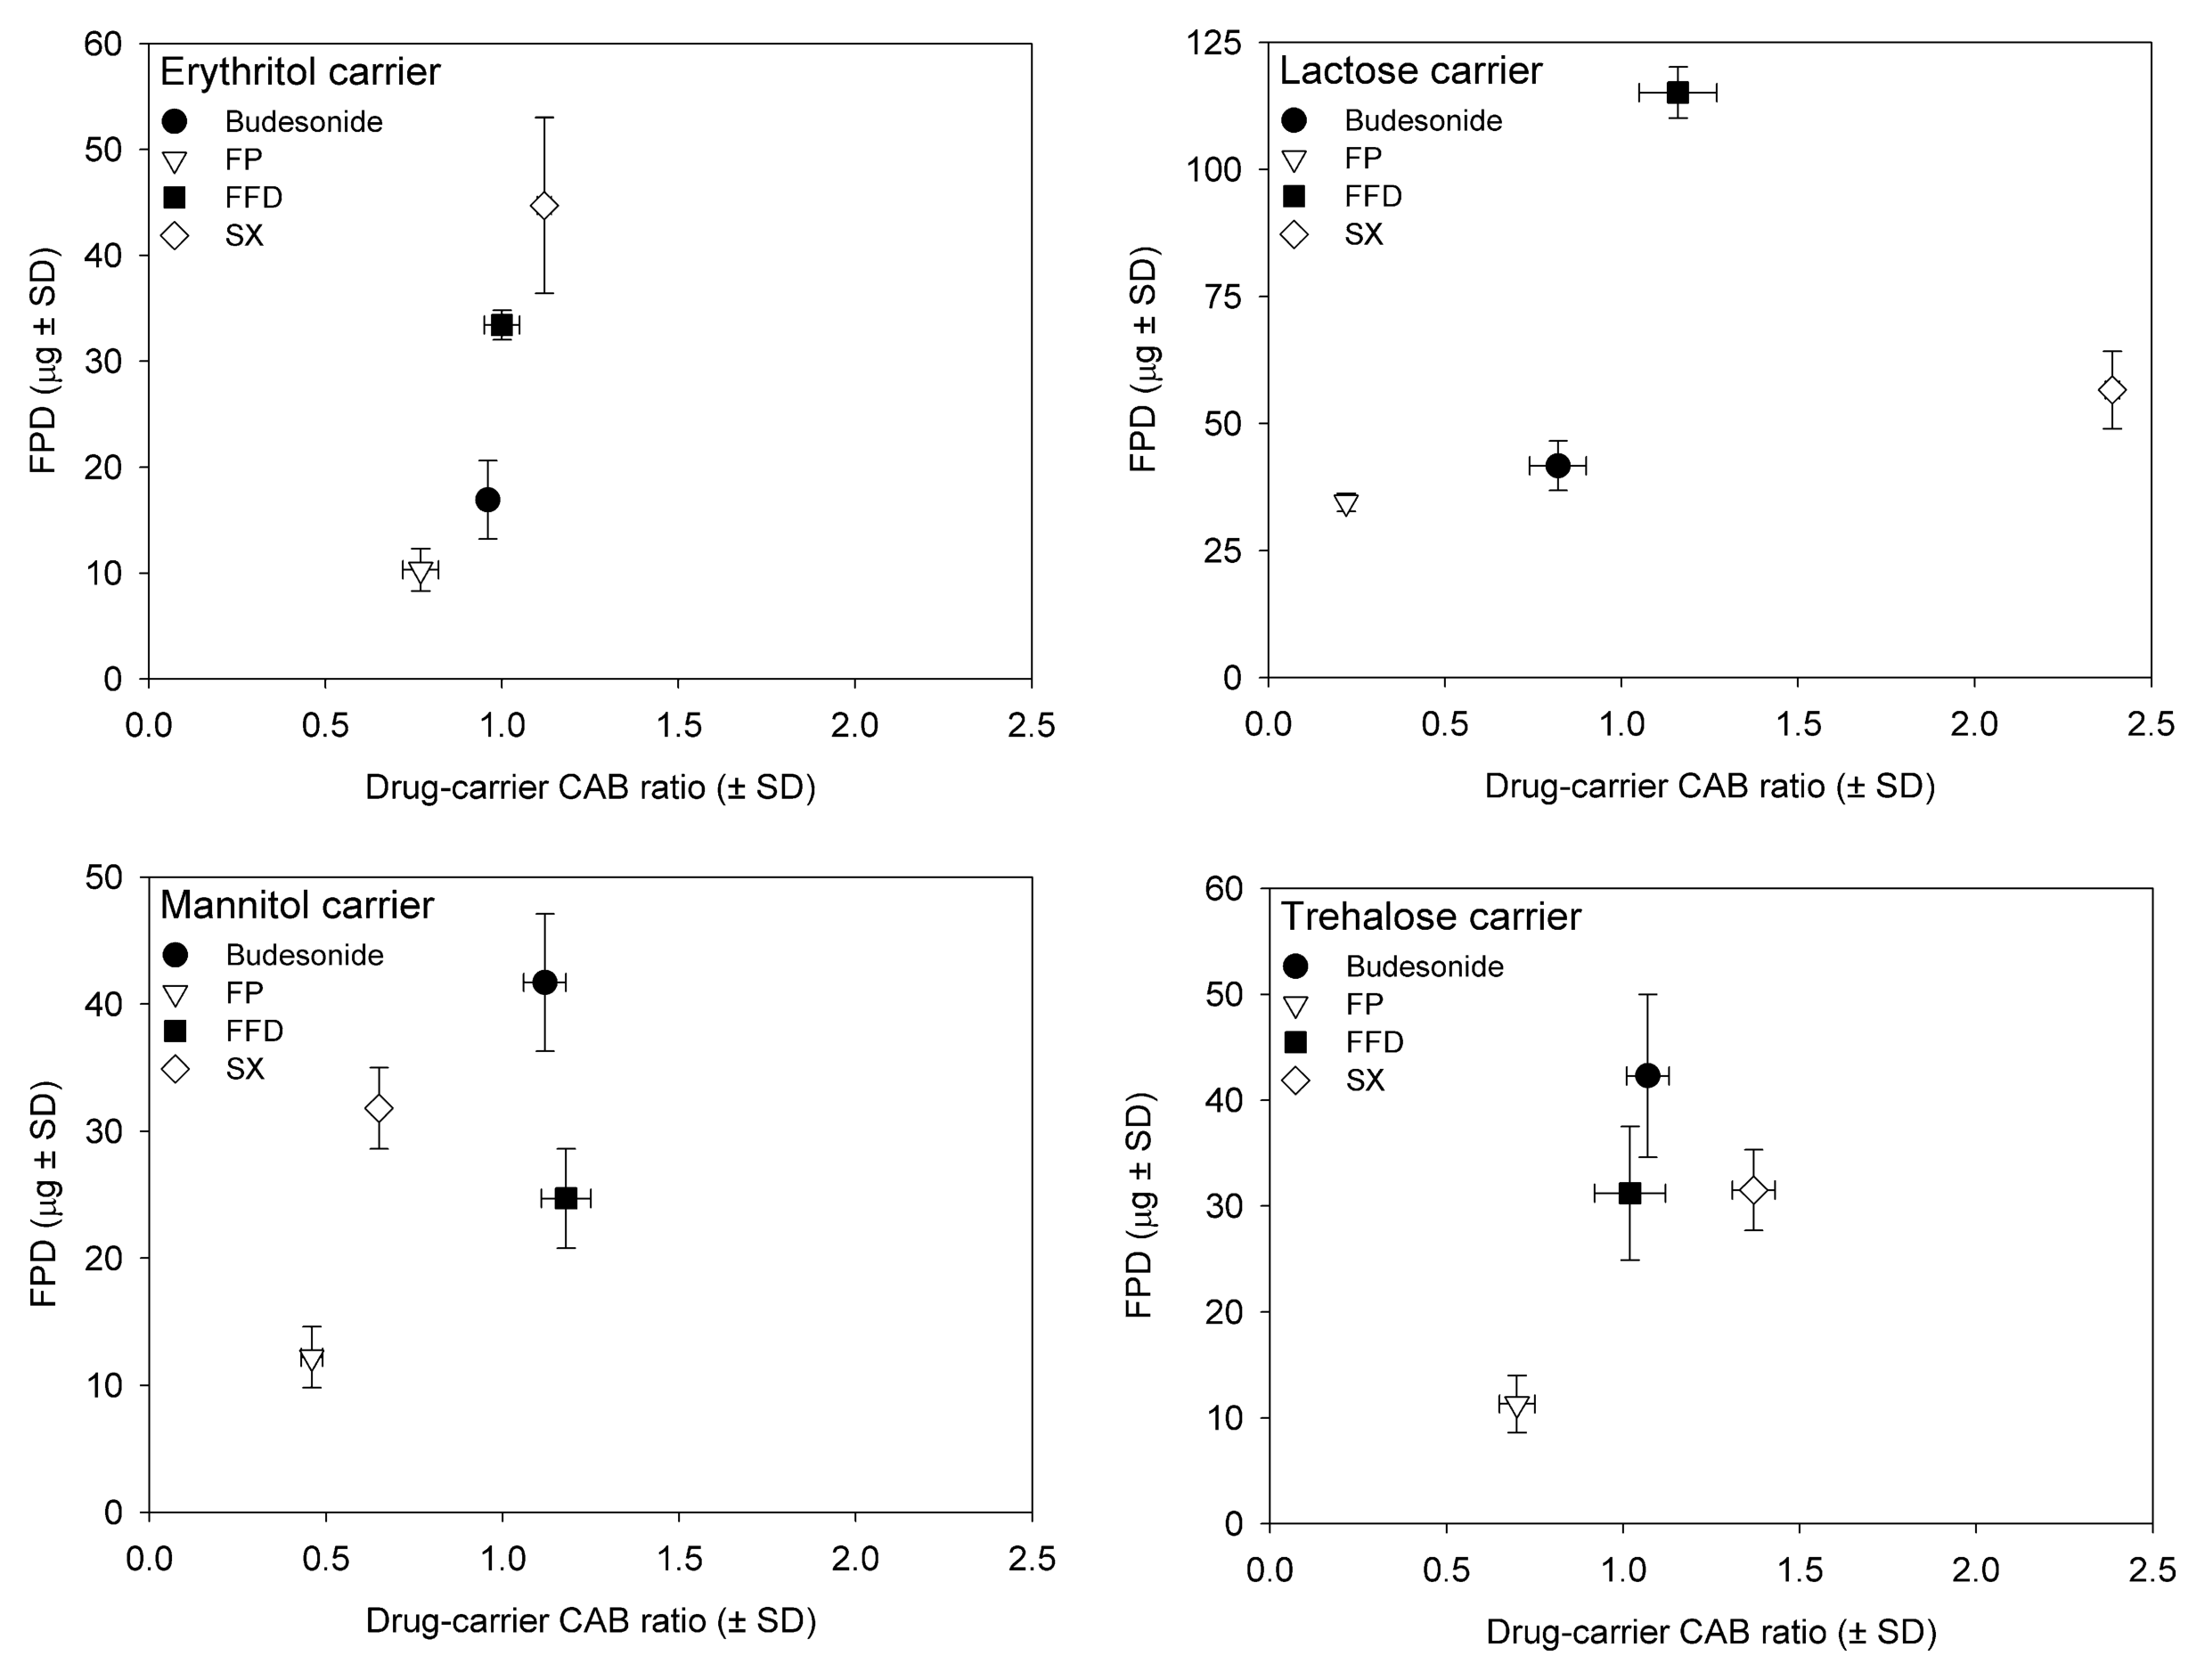 Erythritol carrier
Budesonide
FP
FFD
SX
60
50
40
30
20
10
0
FPD (µg ± SD)
0.0 0.5 1.0 1.5 2.0 2.5
Drug-carrier CAB ratio (± SD)
Lactose carrier
Budesonide
FP
FFD
SX
125
100
75
50
25
0
FPD (µg ± SD)
0.0 0.5 1.0 1.5 2.0 2.5
Drug-carrier CAB ratio (± SD)
Mannitol carrier
Budesonide
FP
FFD
SX
50
40
30
20
10
0
FPD (µg ± SD)
0.0 0.5 1.0 1.5 2.0 2.5
Drug-carrier CAB ratio (± SD)
Trehalose carrier
Budesonide
FP
FFD
SX
60
50
40
30
20
10
0
FPD (µg ± SD)
0.0 0.5 1.0 1.5 2.0 2.5
Drug-carrier CAB ratio (± SD)